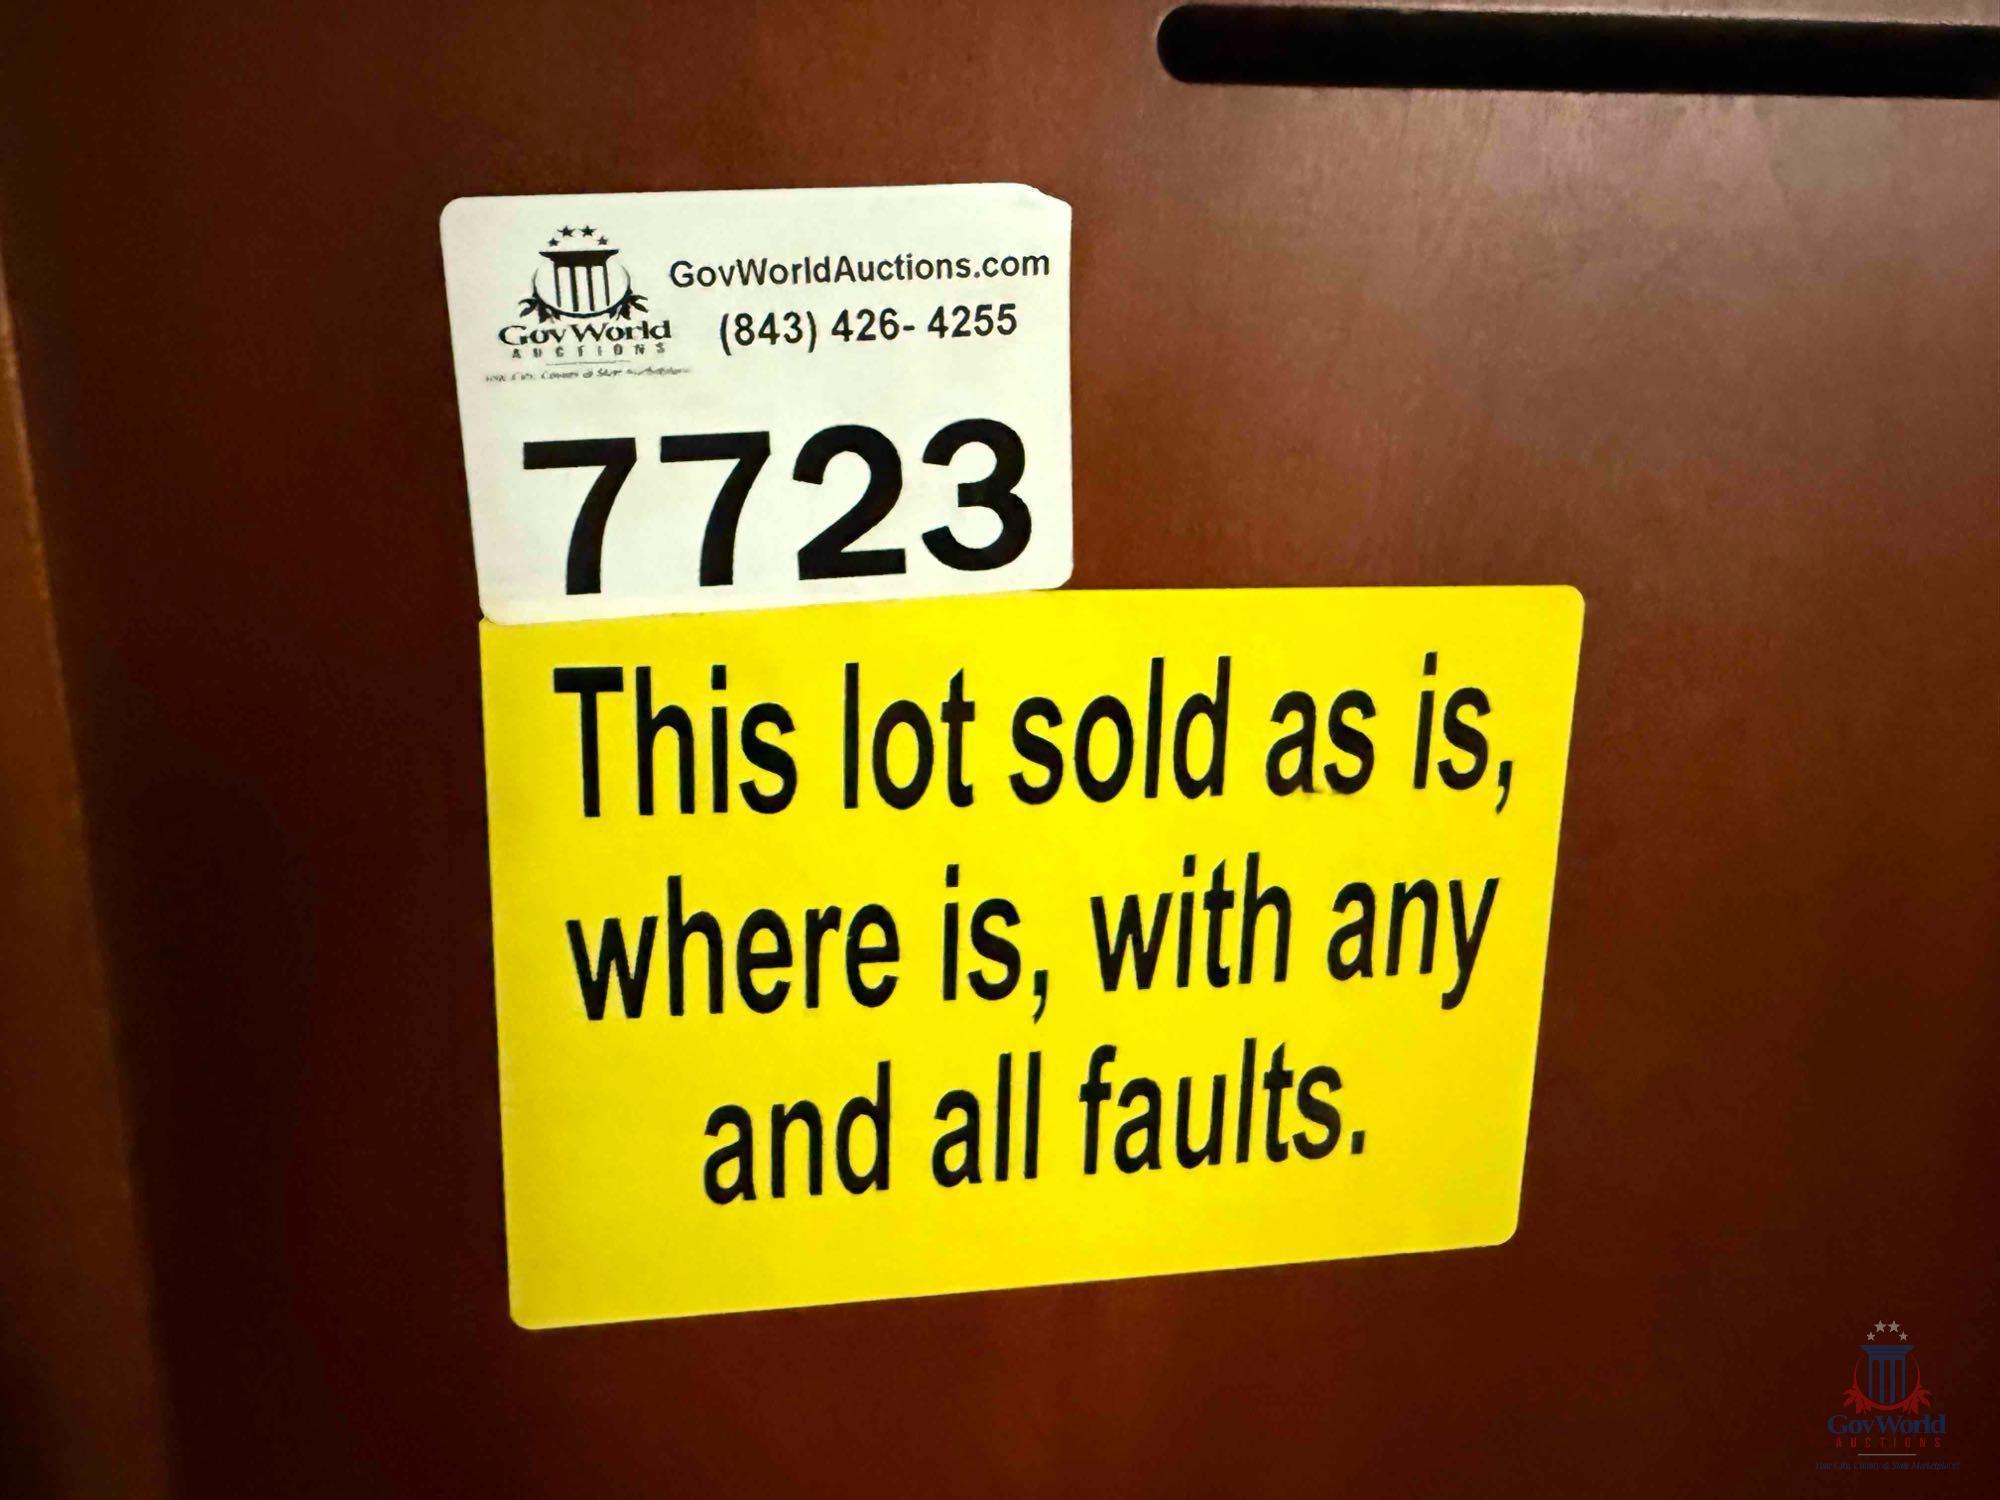 GovWorldAuctions.com
(843) 426- 4255
GovWorld
AUCTIONS
7723
This lot sold as is,
where is, with any
and all faults.
GovWorld
AUCTIONS